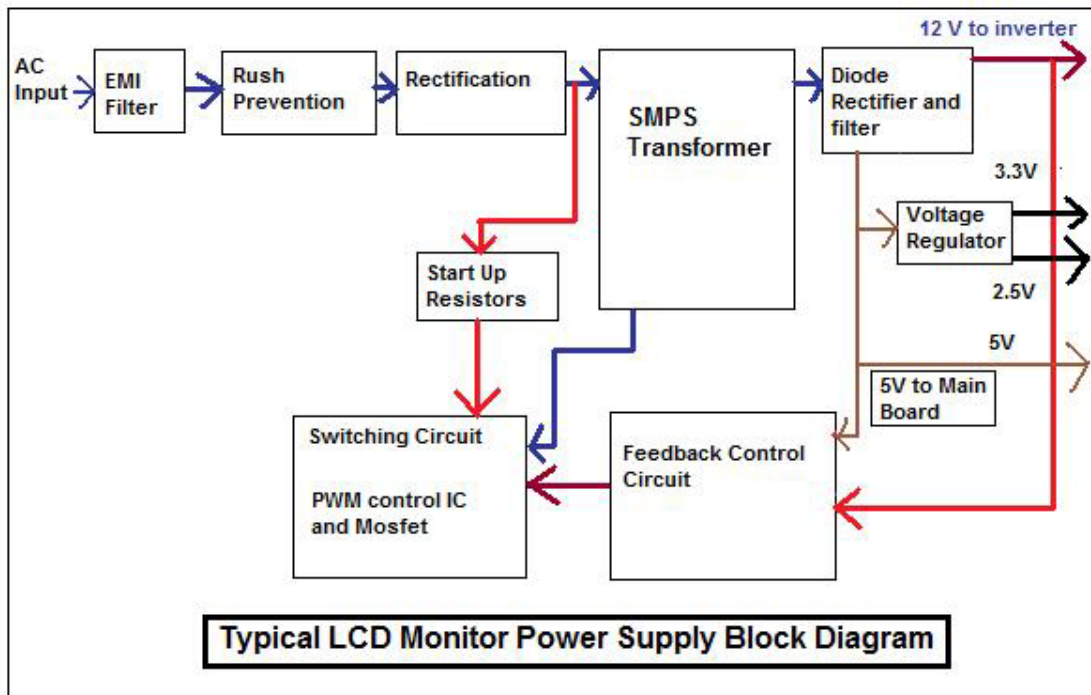 12 V to inverter
AC
Input
EMI
Filter
Rush
Prevention
Rectification
SMPS
Transformer
Diode
Rectifier and
filter
3.3V
Voltage
Regulator
2.5V
Start Up
Resistors
5V
5V to Main
Board
Switching Circuit
PWM control IC
and Mosfet
Feedback Control
Circuit
Typical LCD Monitor Power Supply Block Diagram